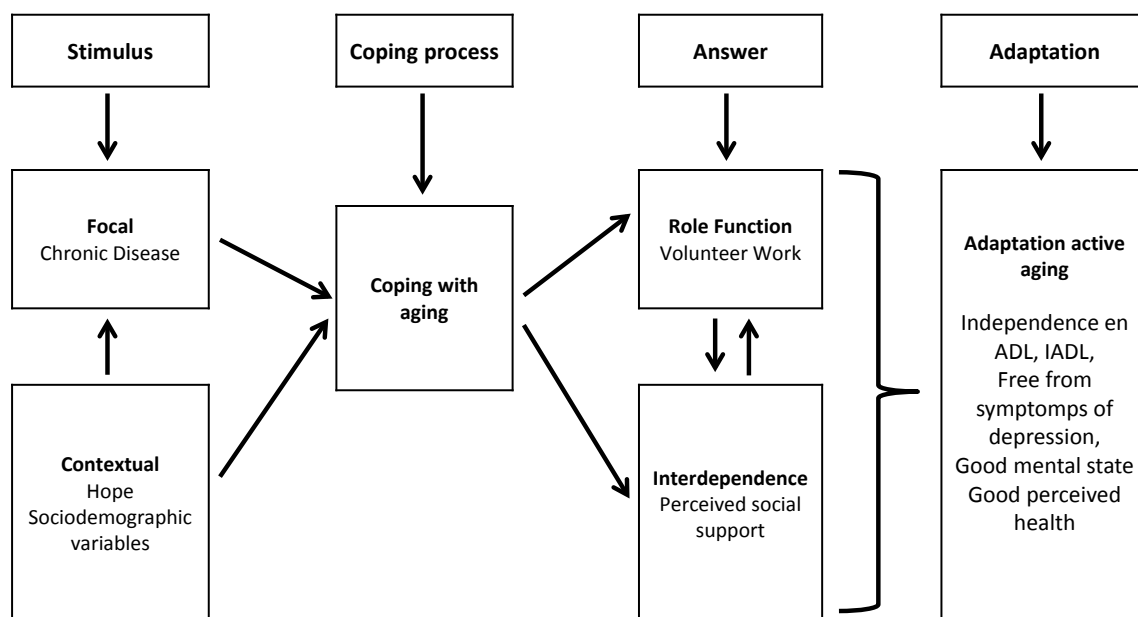 Stimulus
Coping process
Answer
Adaptation
Focal
Chronic Disease
Contextual
Hope
Sociodemographic
variables
Coping with
aging
Role Function
Volunteer Work
Interdependence
Perceived social
support
Adaptation active
aging
Independence en
ADL, IADL,
Free from
symptomps of
depression,
Good mental state
Good perceived
health